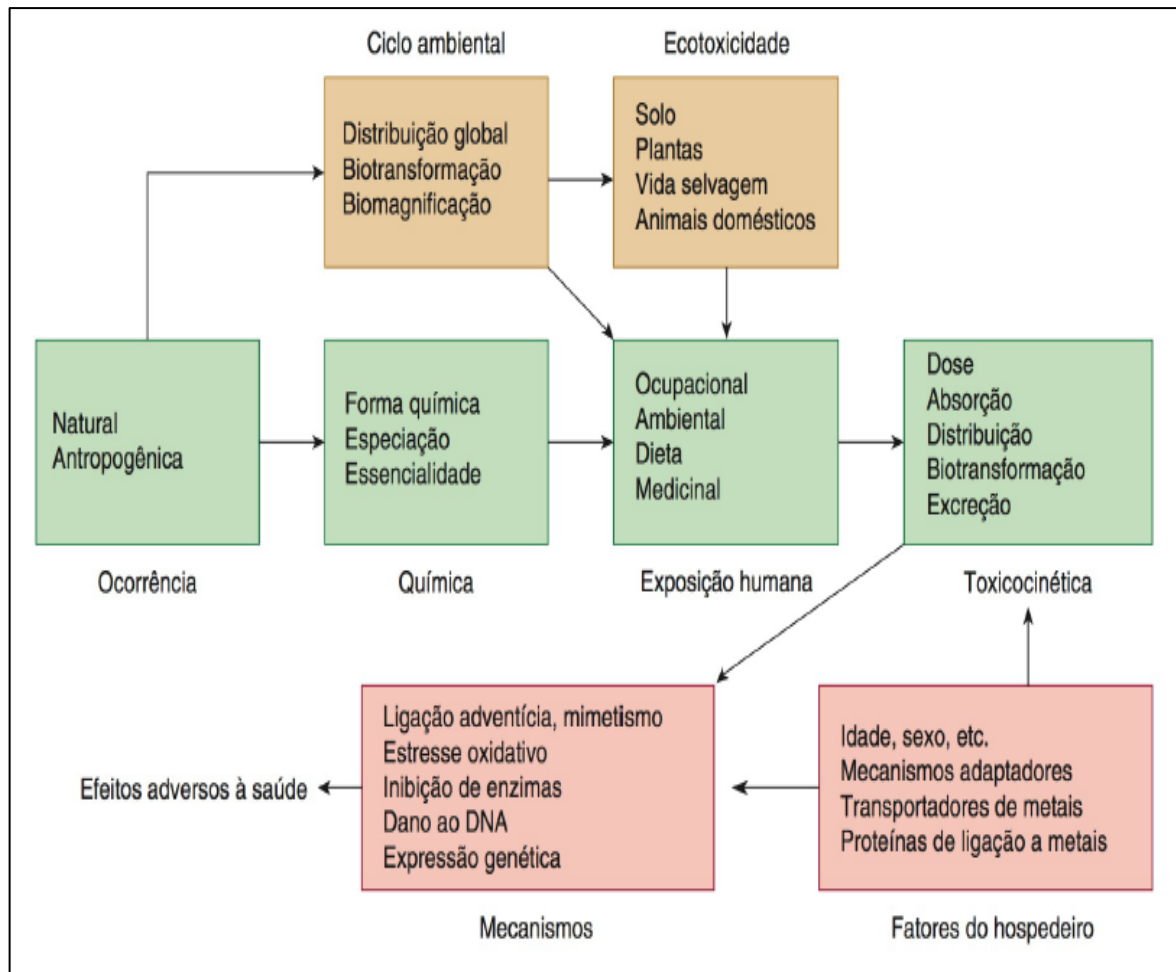 Ciclo ambiental
Ecotoxicidade
Distribuição global
Biotransformação
Biomagnificação
Solo
Plantas
Vida selvagem
Animais domésticos
Natural
Antropogênica
Forma química
Especiação
Essencialidade
Ocupacional
Ambiental
Dieta
Medicinal
Dose
Absorção
Distribuição
Biotransformação
Excreção
Ocorrência
Química
Exposição humana
Toxicocinética
Ligação adventícia, mimetismo
Estresse oxidativo
Inibição de enzimas
Dano ao DNA
Expressão genética
Idade, sexo, etc.
Mecanismos adaptadores
Transportadores de metais
Proteínas de ligação a metais
Efeitos adversos à saúde
Mecanismos
Fatores do hospedeiro